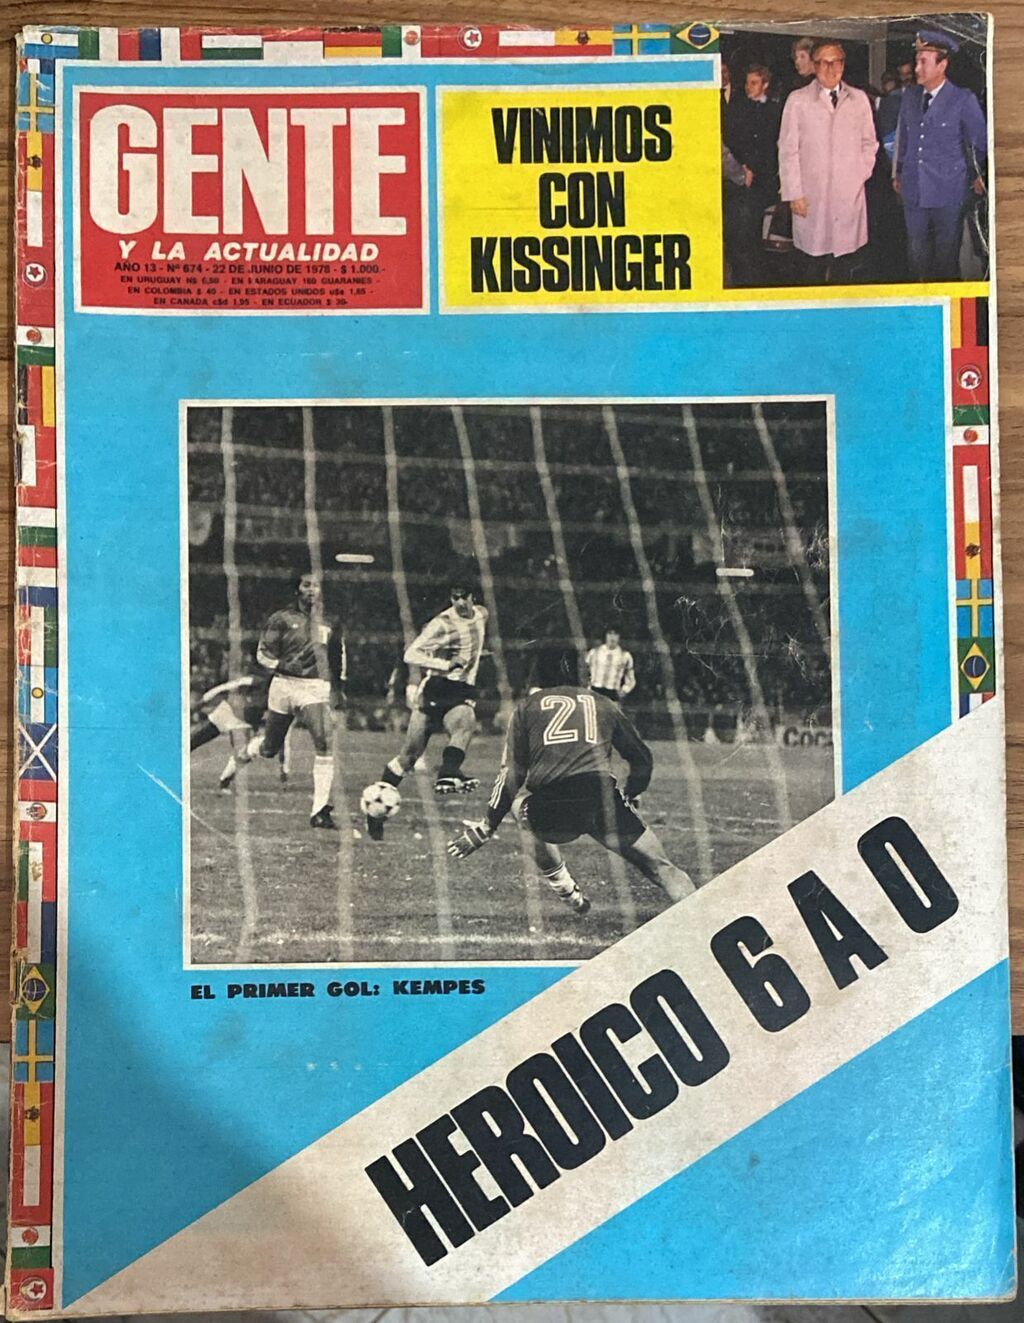 GENTE
Y LA ACTUALIDAD
AÑO 13 - Nº 674 - 22 DE JUNIO DE 1978 - $ 1.000.-
EN URUGUAY N$ 6,50 - EN PARAGUAY 160 GUARANIES -
EN COLOMBIA $ 40 - EN ESTADOS UNIDOS u$s 1,85 -
EN CANADA c$d 1,95 - EN ECUADOR $ 30-
VINIMOS
CON
KISSINGER
21
COCA
EL PRIMER GOL: KEMPES
HEROICO 6 A 0